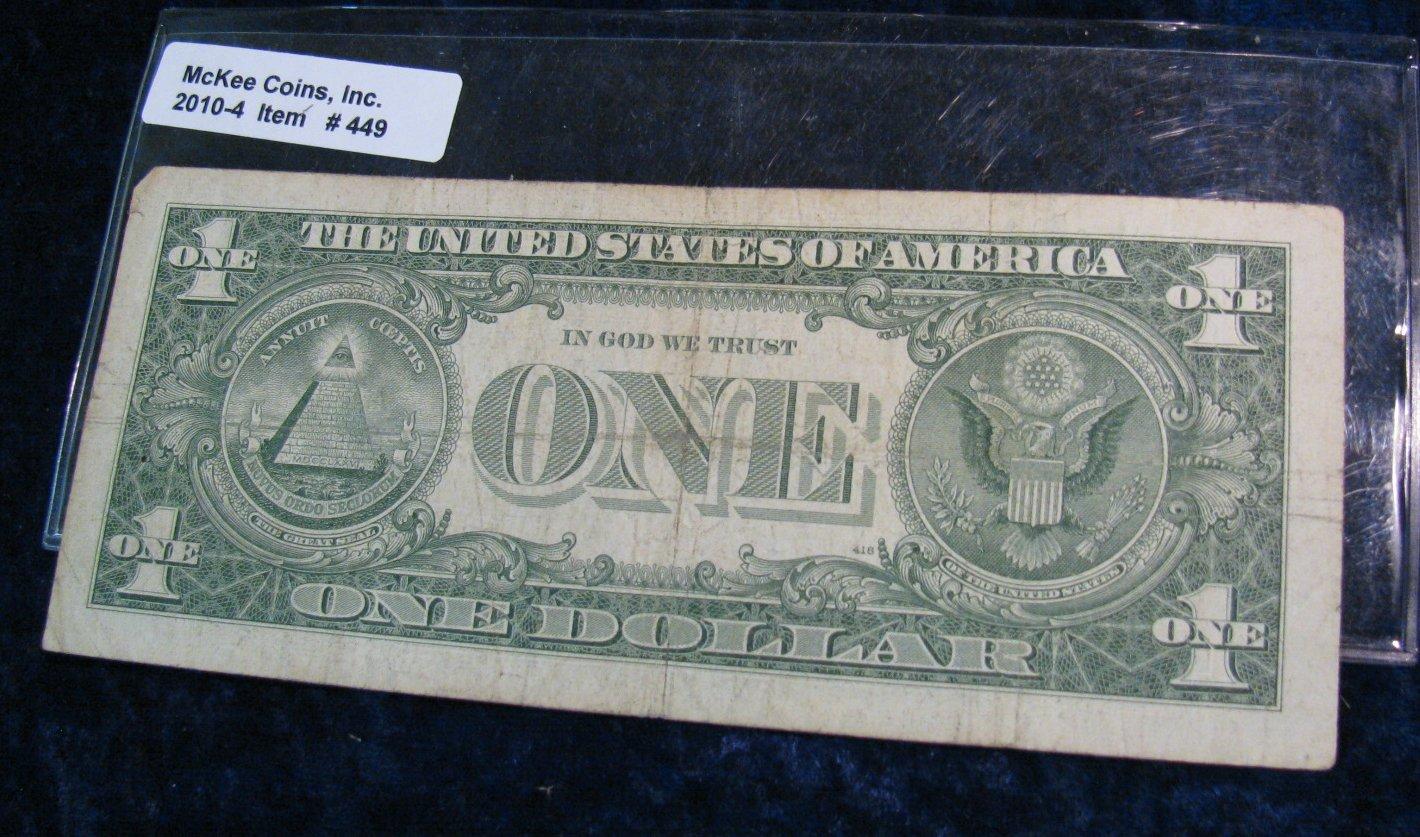 McKee Coins, Inc.
2010-4 Item # 449
THE UNITED STATES OF AMERICA
1 ONE
1 ONE
ANNUIT CŒPTIS
IN GOD WE TRUST
ONE
MDCCLXXVI
NOVUS ORDO SECLORUM
THE GREAT SEAL
OF THE UNITED STATES
418
1 ONE
1 ONE
ONE DOLLAR